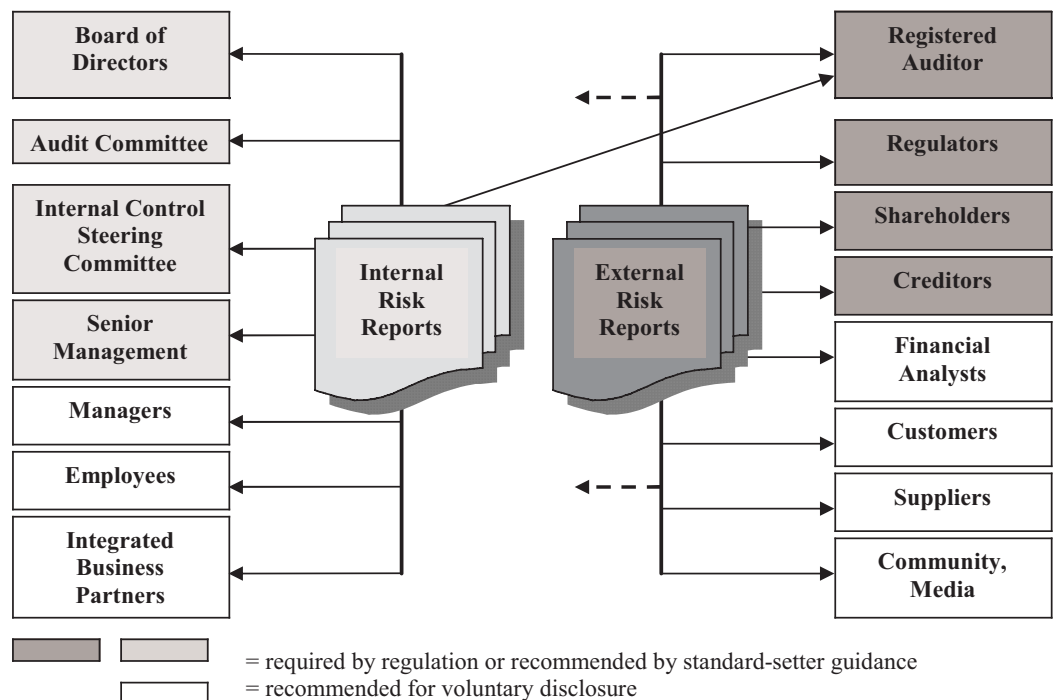 Board of
Directors
Audit Committee
Internal Control
Steering
Committee
Senior
Management
Managers
Employees
Integrated
Business
Partners
Internal
Risk
Reports
External
Risk
Reports
Registered
Auditor
Regulators
Shareholders
Creditors
Financial
Analysts
Customers
Suppliers
Community,
Media
= required by regulation or recommended by standard-setter guidance
= recommended for voluntary disclosure